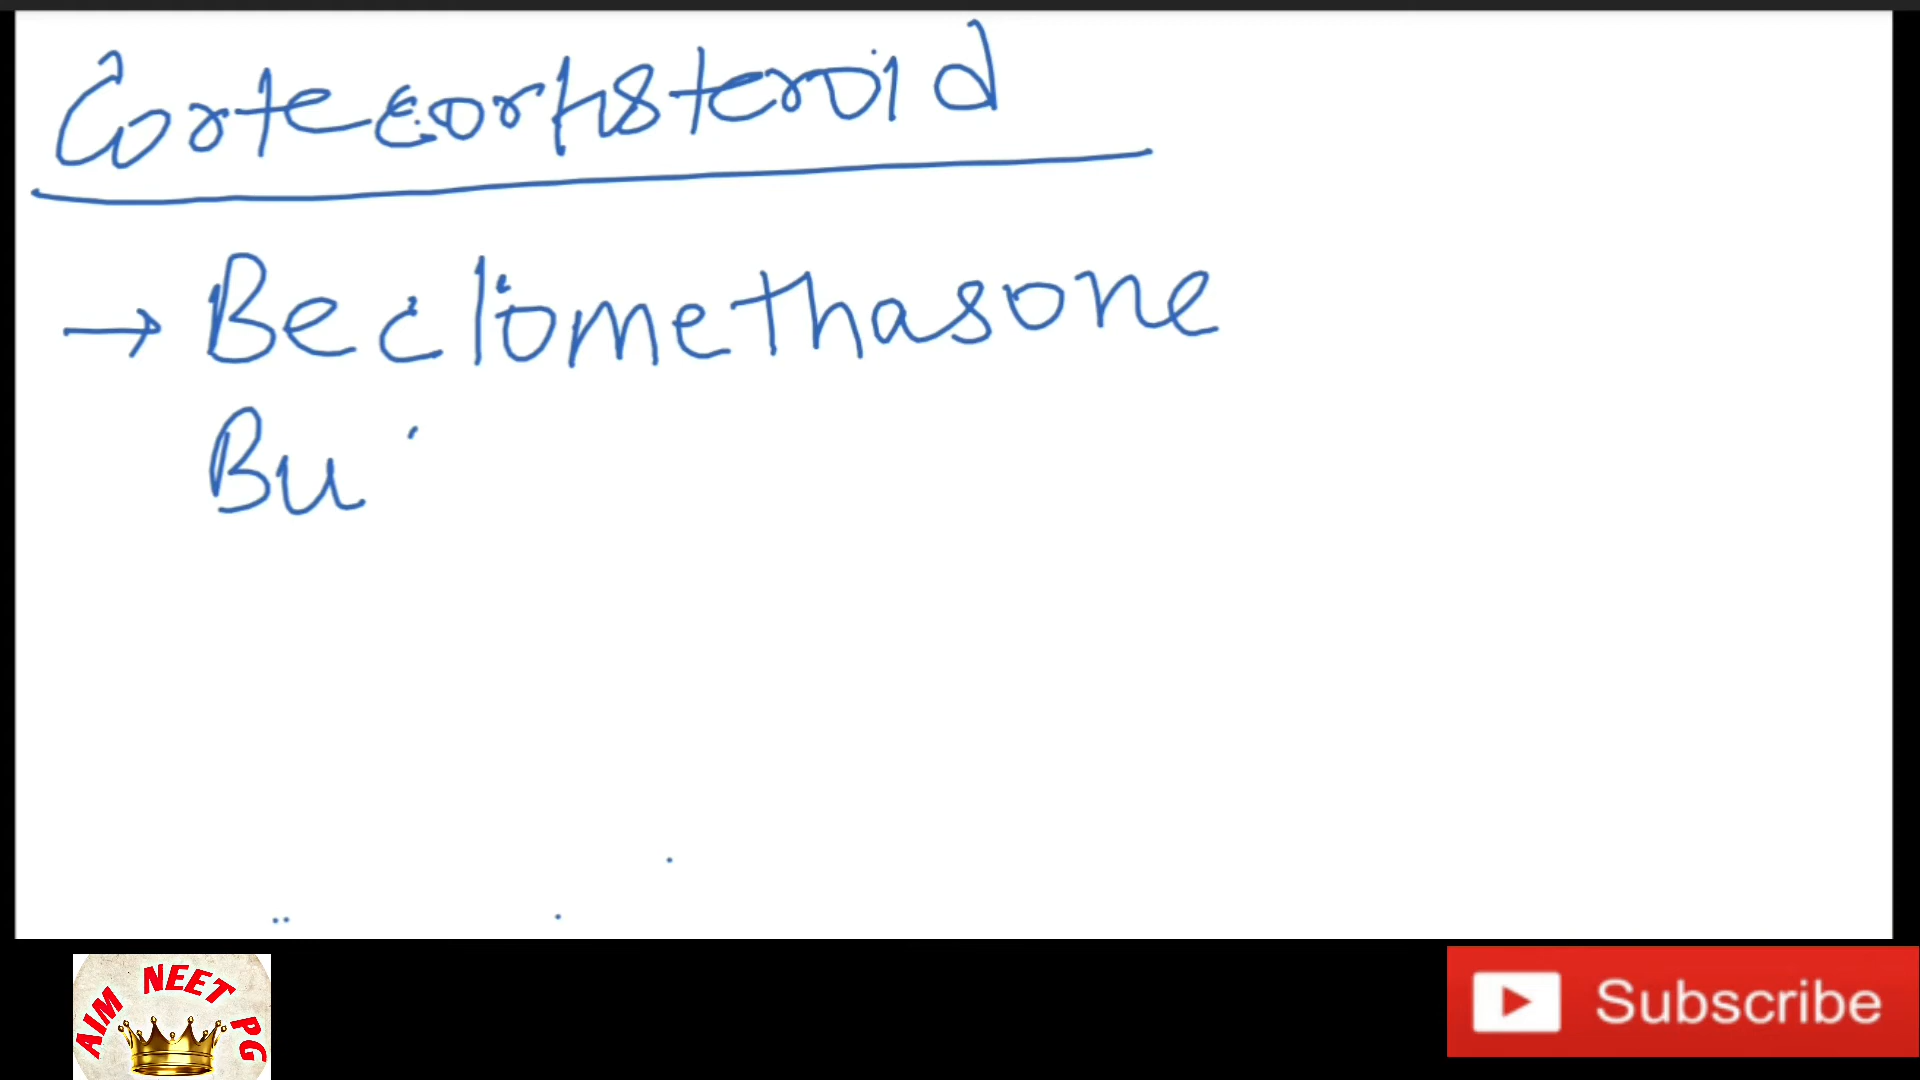 Cortecortisteroid
→ Beclomethasone
Bu
AIM NEET PG
Subscribe